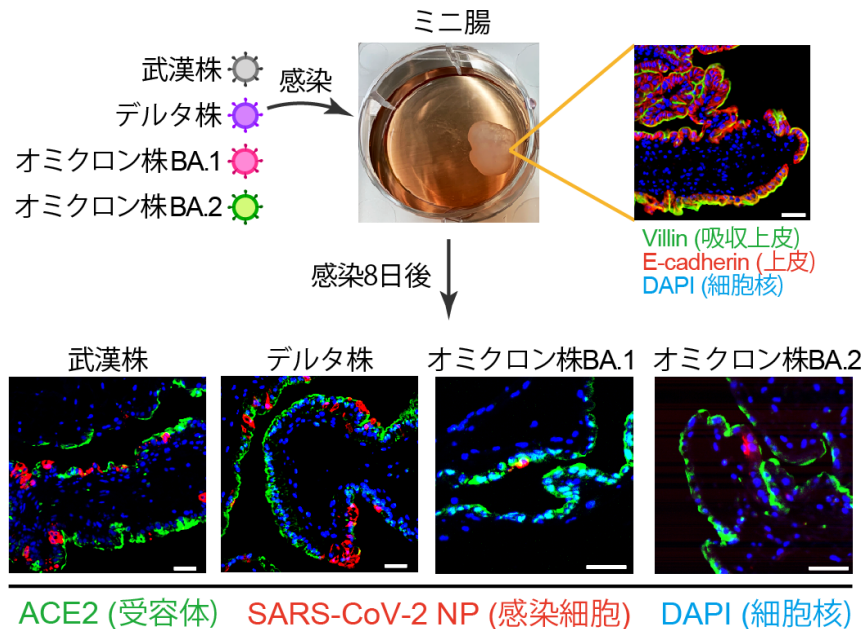 ミニ腸
武漢株
デルタ株
オミクロン株BA.1
オミクロン株BA.2
感染
Villin (吸収上皮)
E-cadherin (上皮)
DAPI (細胞核)
感染8日後
武漢株
デルタ株
オミクロン株BA.1
オミクロン株BA.2
ACE2 (受容体)
SARS-CoV-2 NP (感染細胞)
DAPI (細胞核)